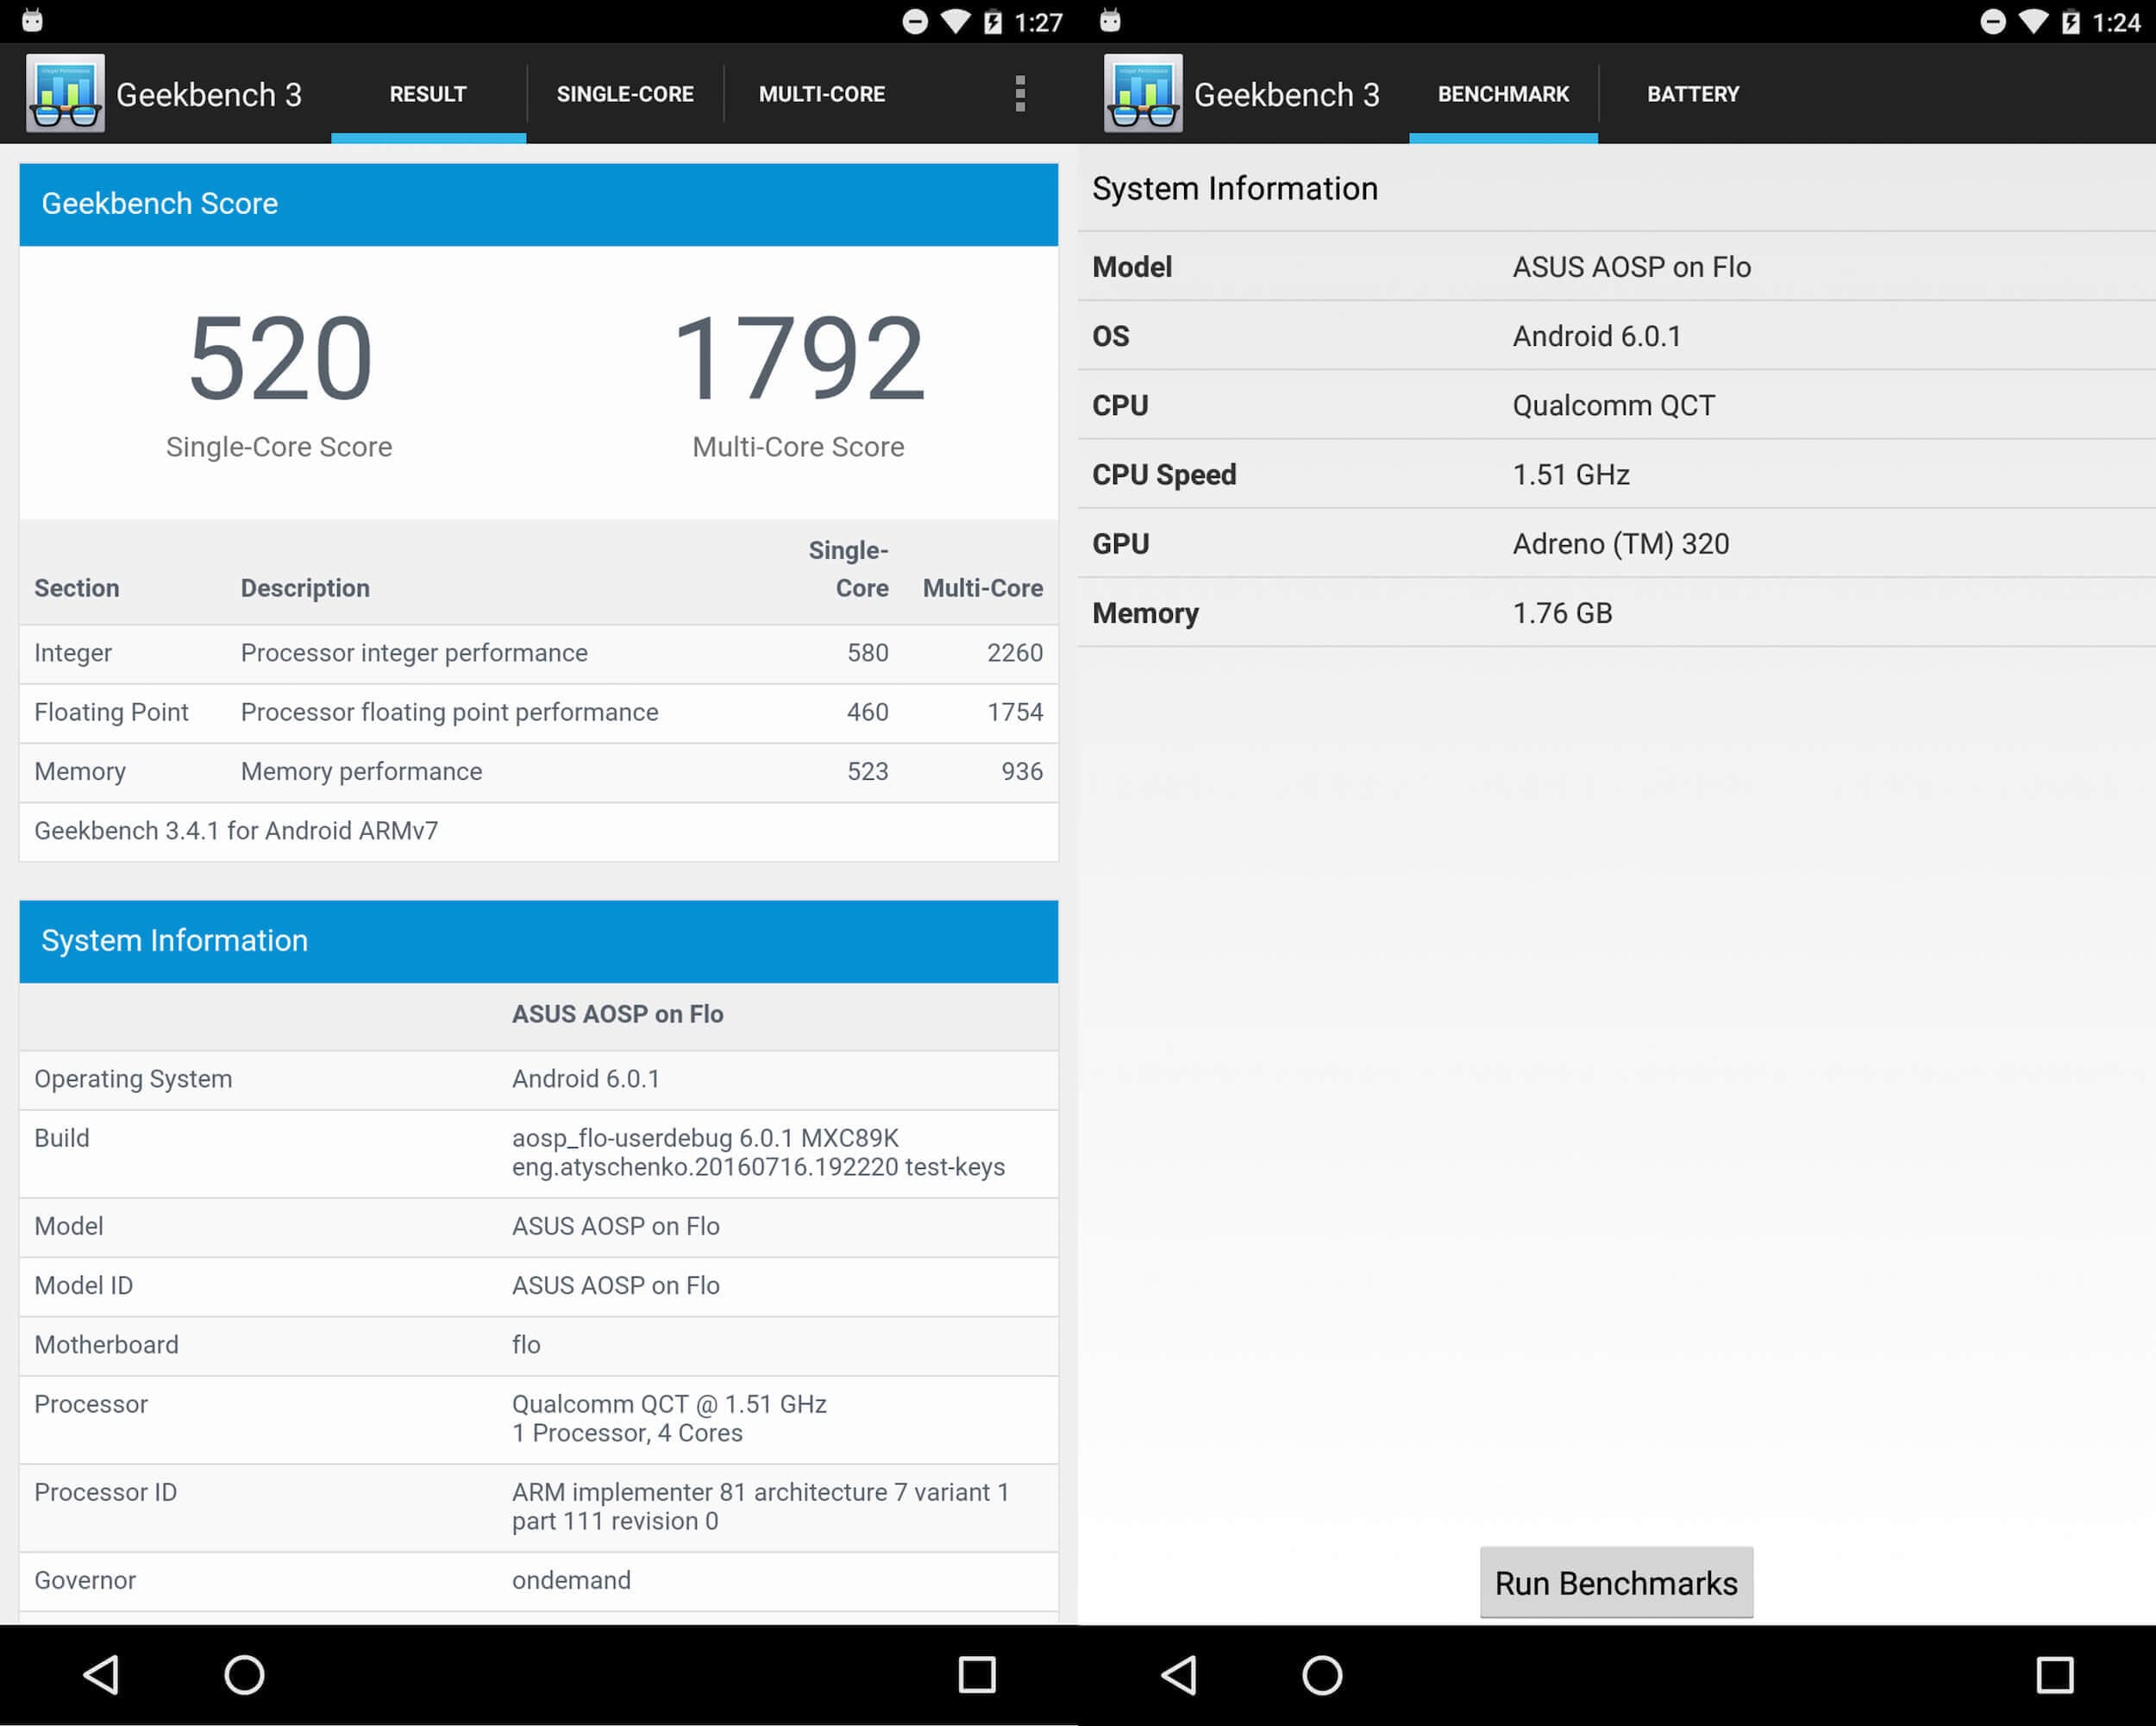 1:27
Geekbench 3 RESULT SINGLE-CORE MULTI-CORE
Geekbench Score
520 1792
Single-Core Score Multi-Core Score
Section Description Single-Core Multi-Core
Integer Processor integer performance 580 2260
Floating Point Processor floating point performance 460 1754
Memory Memory performance 523 936
Geekbench 3.4.1 for Android ARMv7
System Information
ASUS AOSP on Flo
Operating System Android 6.0.1
Build aosp_flo-userdebug 6.0.1 MXC89K
eng.atyschenko.20160716.192220 test-keys
Model ASUS AOSP on Flo
Model ID ASUS AOSP on Flo
Motherboard flo
Processor Qualcomm QCT @ 1.51 GHz
1 Processor, 4 Cores
Processor ID ARM implementer 81 architecture 7 variant 1
part 111 revision 0
Governor ondemand
1:24
Geekbench 3 BENCHMARK BATTERY
System Information
Model ASUS AOSP on Flo
OS Android 6.0.1
CPU Qualcomm QCT
CPU Speed 1.51 GHz
GPU Adreno (TM) 320
Memory 1.76 GB
Run Benchmarks